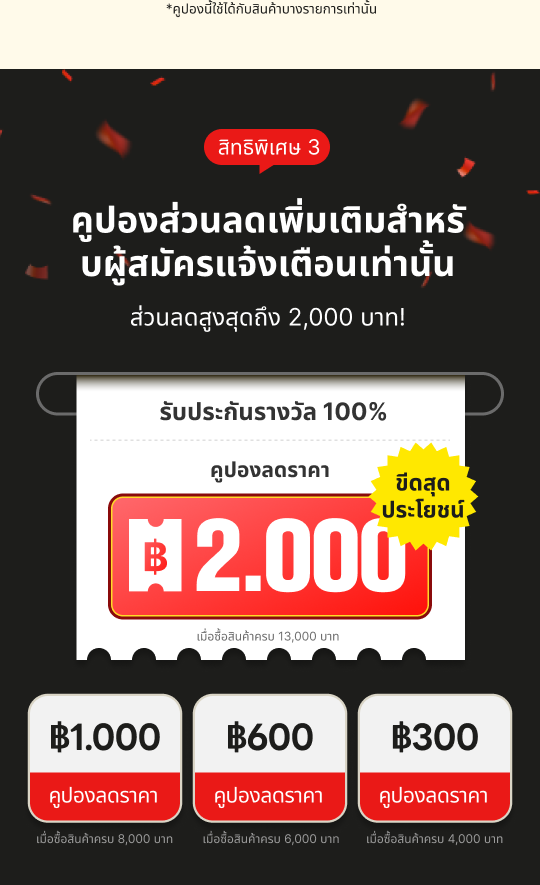 *คูปองนี้ใช้ได้กับสินค้าบางรายการเท่านั้น
สิทธิพิเศษ 3
คูปองส่วนลดเพิ่มเติมสำหรั
บผู้สมัครแจ้งเตือนเท่านั้น
ส่วนลดสูงสุดถึง 2,000 บาท!
รับประกันรางวัล 100%
คูปองลดราคา
ขีดสุด
ประโยชน์
฿ 2.000
เมื่อซื้อสินค้าครบ 13,000 บาท
฿1.000 ฿600 ฿300
คูปองลดราคา คูปองลดราคา คูปองลดราคา
เมื่อซื้อสินค้าครบ 8,000 บาท เมื่อซื้อสินค้าครบ 6,000 บาท เมื่อซื้อสินค้าครบ 4,000 บาท